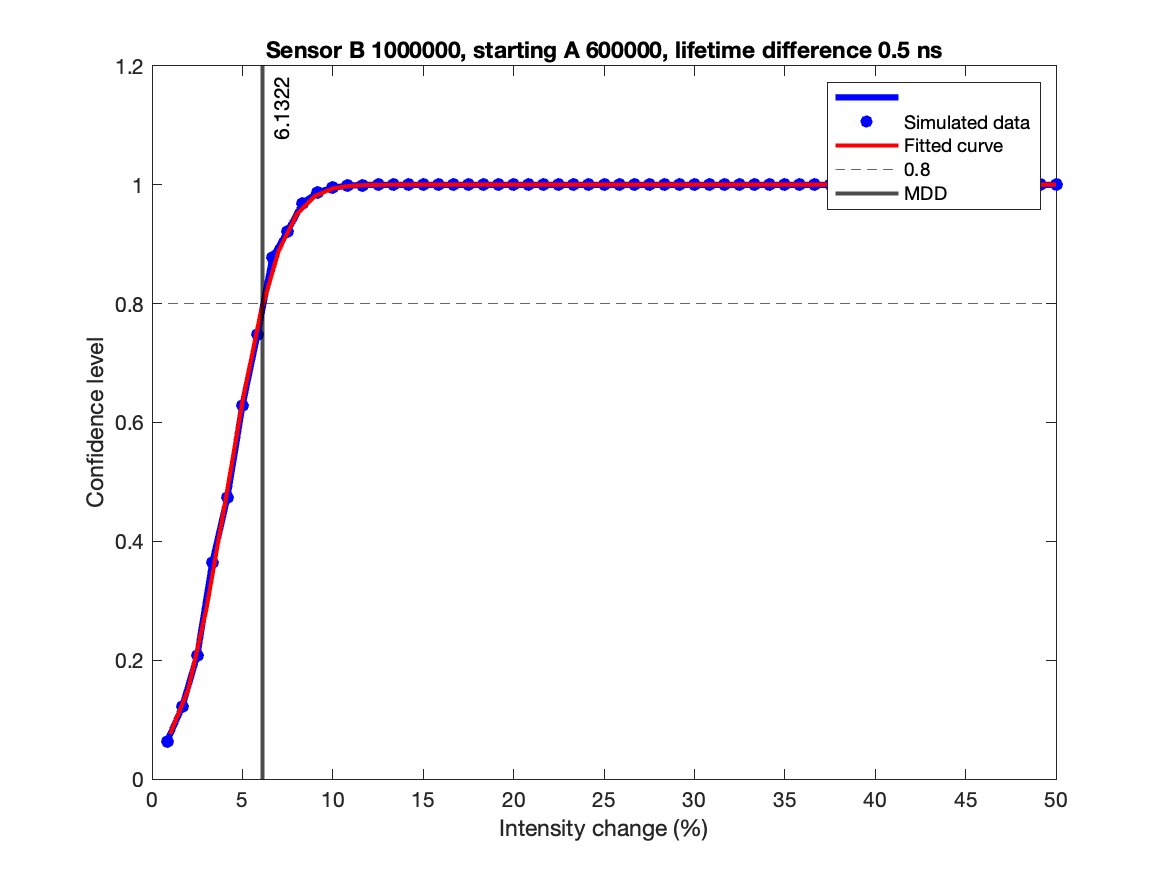 Sensor B 1000000, starting A 600000, lifetime difference 0.5 ns
6.1322
Simulated data
Fitted curve
0.8
MDD
1.2
1
0.8
0.6
0.4
0.2
0
Confidence level
0 5 10 15 20 25 30 35 40 45 50
Intensity change (%)